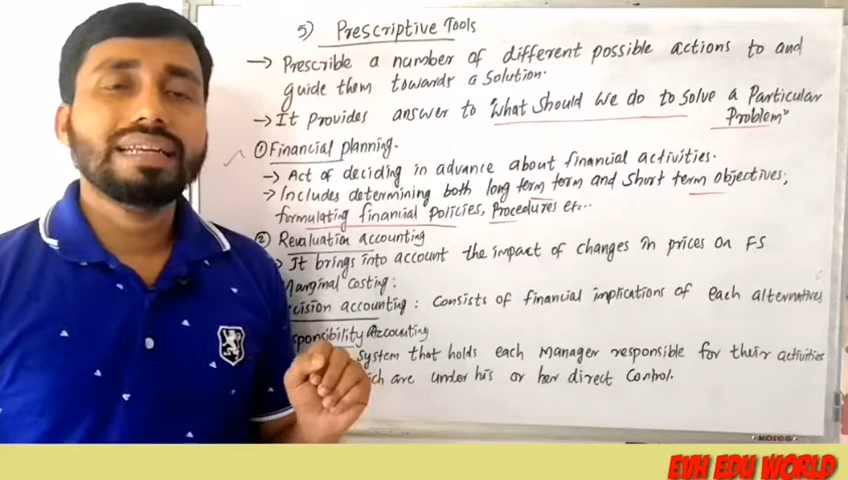 5) Prescriptive Tools
→ Prescrible a number of different possible actions to and
guide them towards a solution.
→ It provides answer to "What should we do to solve a Particular
Problem"
① Financial planning.
→ Act of deciding in advance about financial activities.
→ Includes determining both long term term and short term objectives,
formulating financial policies, Procedures etc...
② Revaluation accounting
It brings into account the impact of changes in prices on FS
Marginal Costing:
cision accounting : Consists of financial implications of each alternatives
sponsibility Accounting
System that holds each manager responsible for their activities
ch are under his or her direct Control.
KORES
EVH EDU WORLD